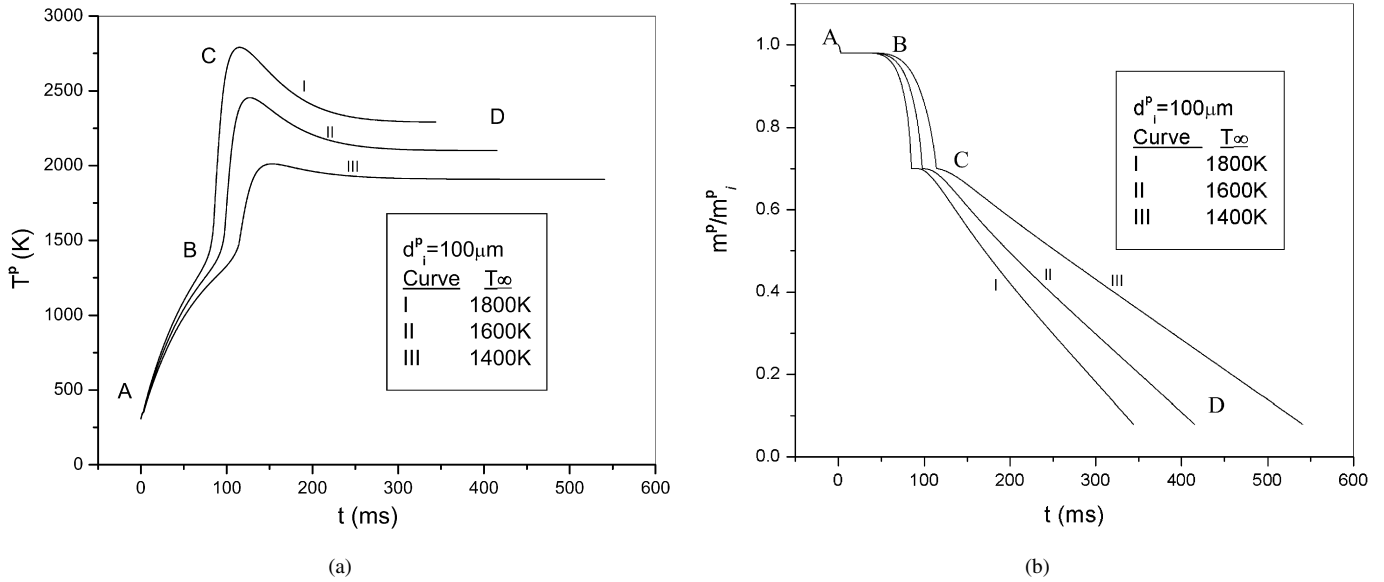 3000
2500
2000
1500
1000
500
0
T^p (K)
A
B
C
D
I
II
III
d^p_i=100μm
Curve T∞
I 1800K
II 1600K
III 1400K
0 100 200 300 400 500 600
t (ms)
(a)
1.0
0.8
0.6
0.4
0.2
0.0
m^p/m^p_i
A
B
C
D
I
II
III
d^p_i=100μm
Curve T∞
I 1800K
II 1600K
III 1400K
0 100 200 300 400 500 600
t (ms)
(b)